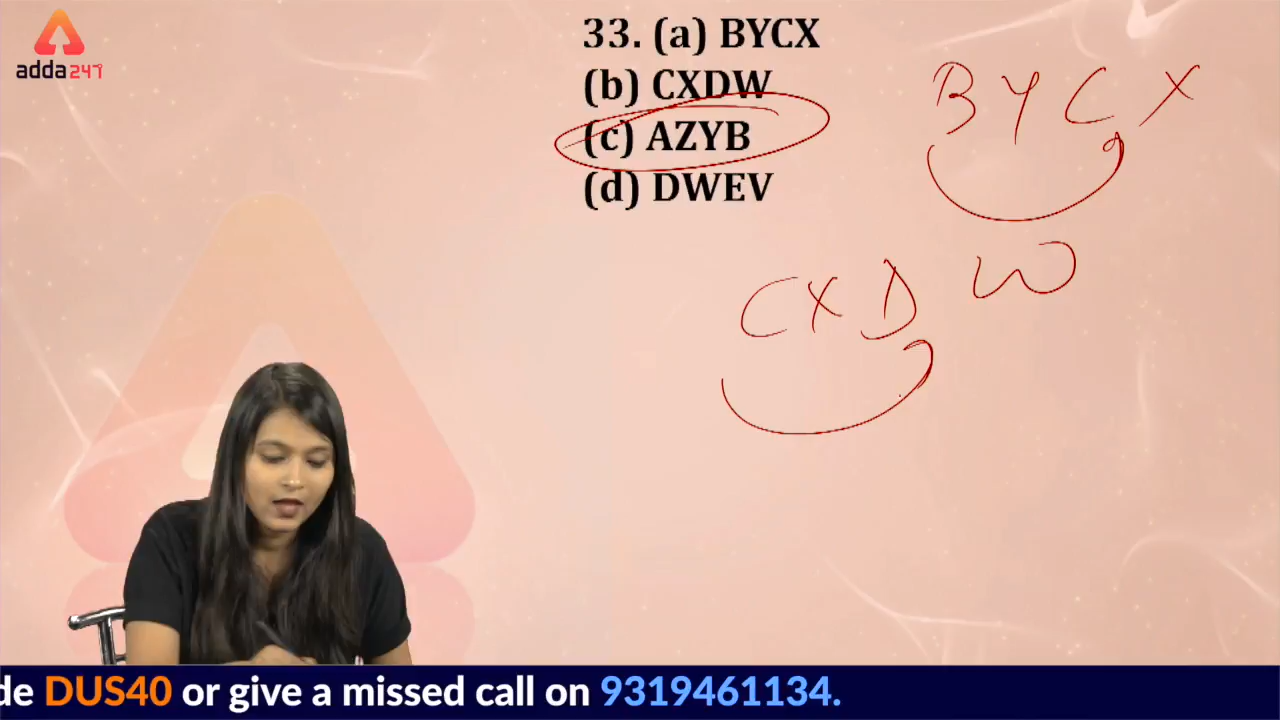 adda247
33. (a) BYCX
(b) CXDW
(c) AZYB
(d) DWEV
BYCX
CXDW
de DUS40 or give a missed call on 9319461134.